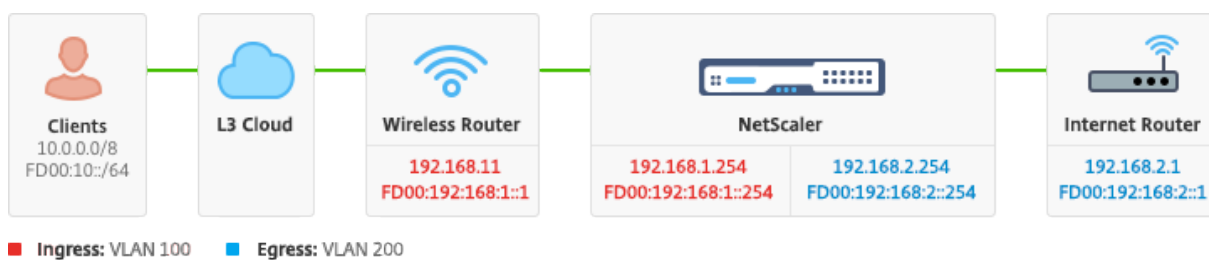 Clients
10.0.0.0/8
FD00:10::/64
L3 Cloud
Wireless Router
192.168.11
FD00:192:168:1::1
NetScaler
192.168.1.254
FD00:192:168:1::254
192.168.2.254
FD00:192:168:2::254
Internet Router
192.168.2.1
FD00:192:168:2::1
Ingress: VLAN 100 Egress: VLAN 200